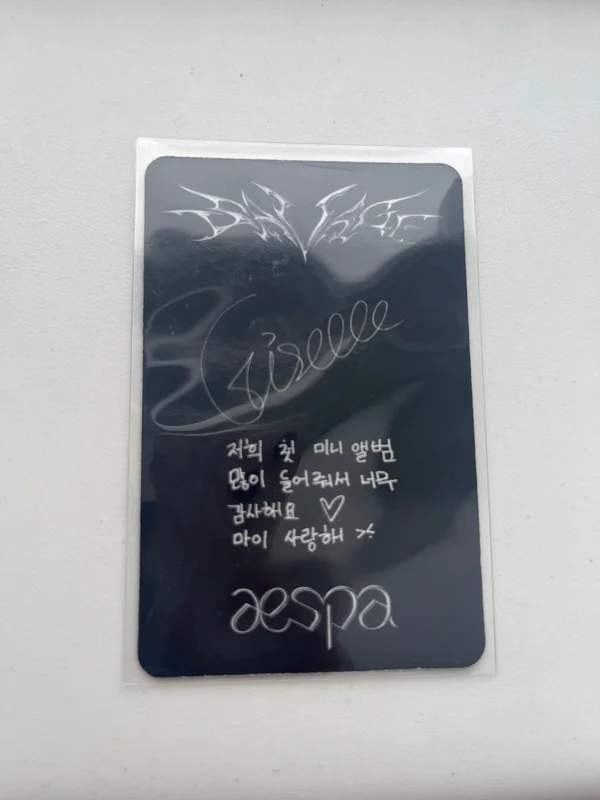 SAVAGE
Giselle
저희 첫 미니앨범
많이 들어줘서 너무
감사해요 ♡
마이 사랑해 >.<
aespa